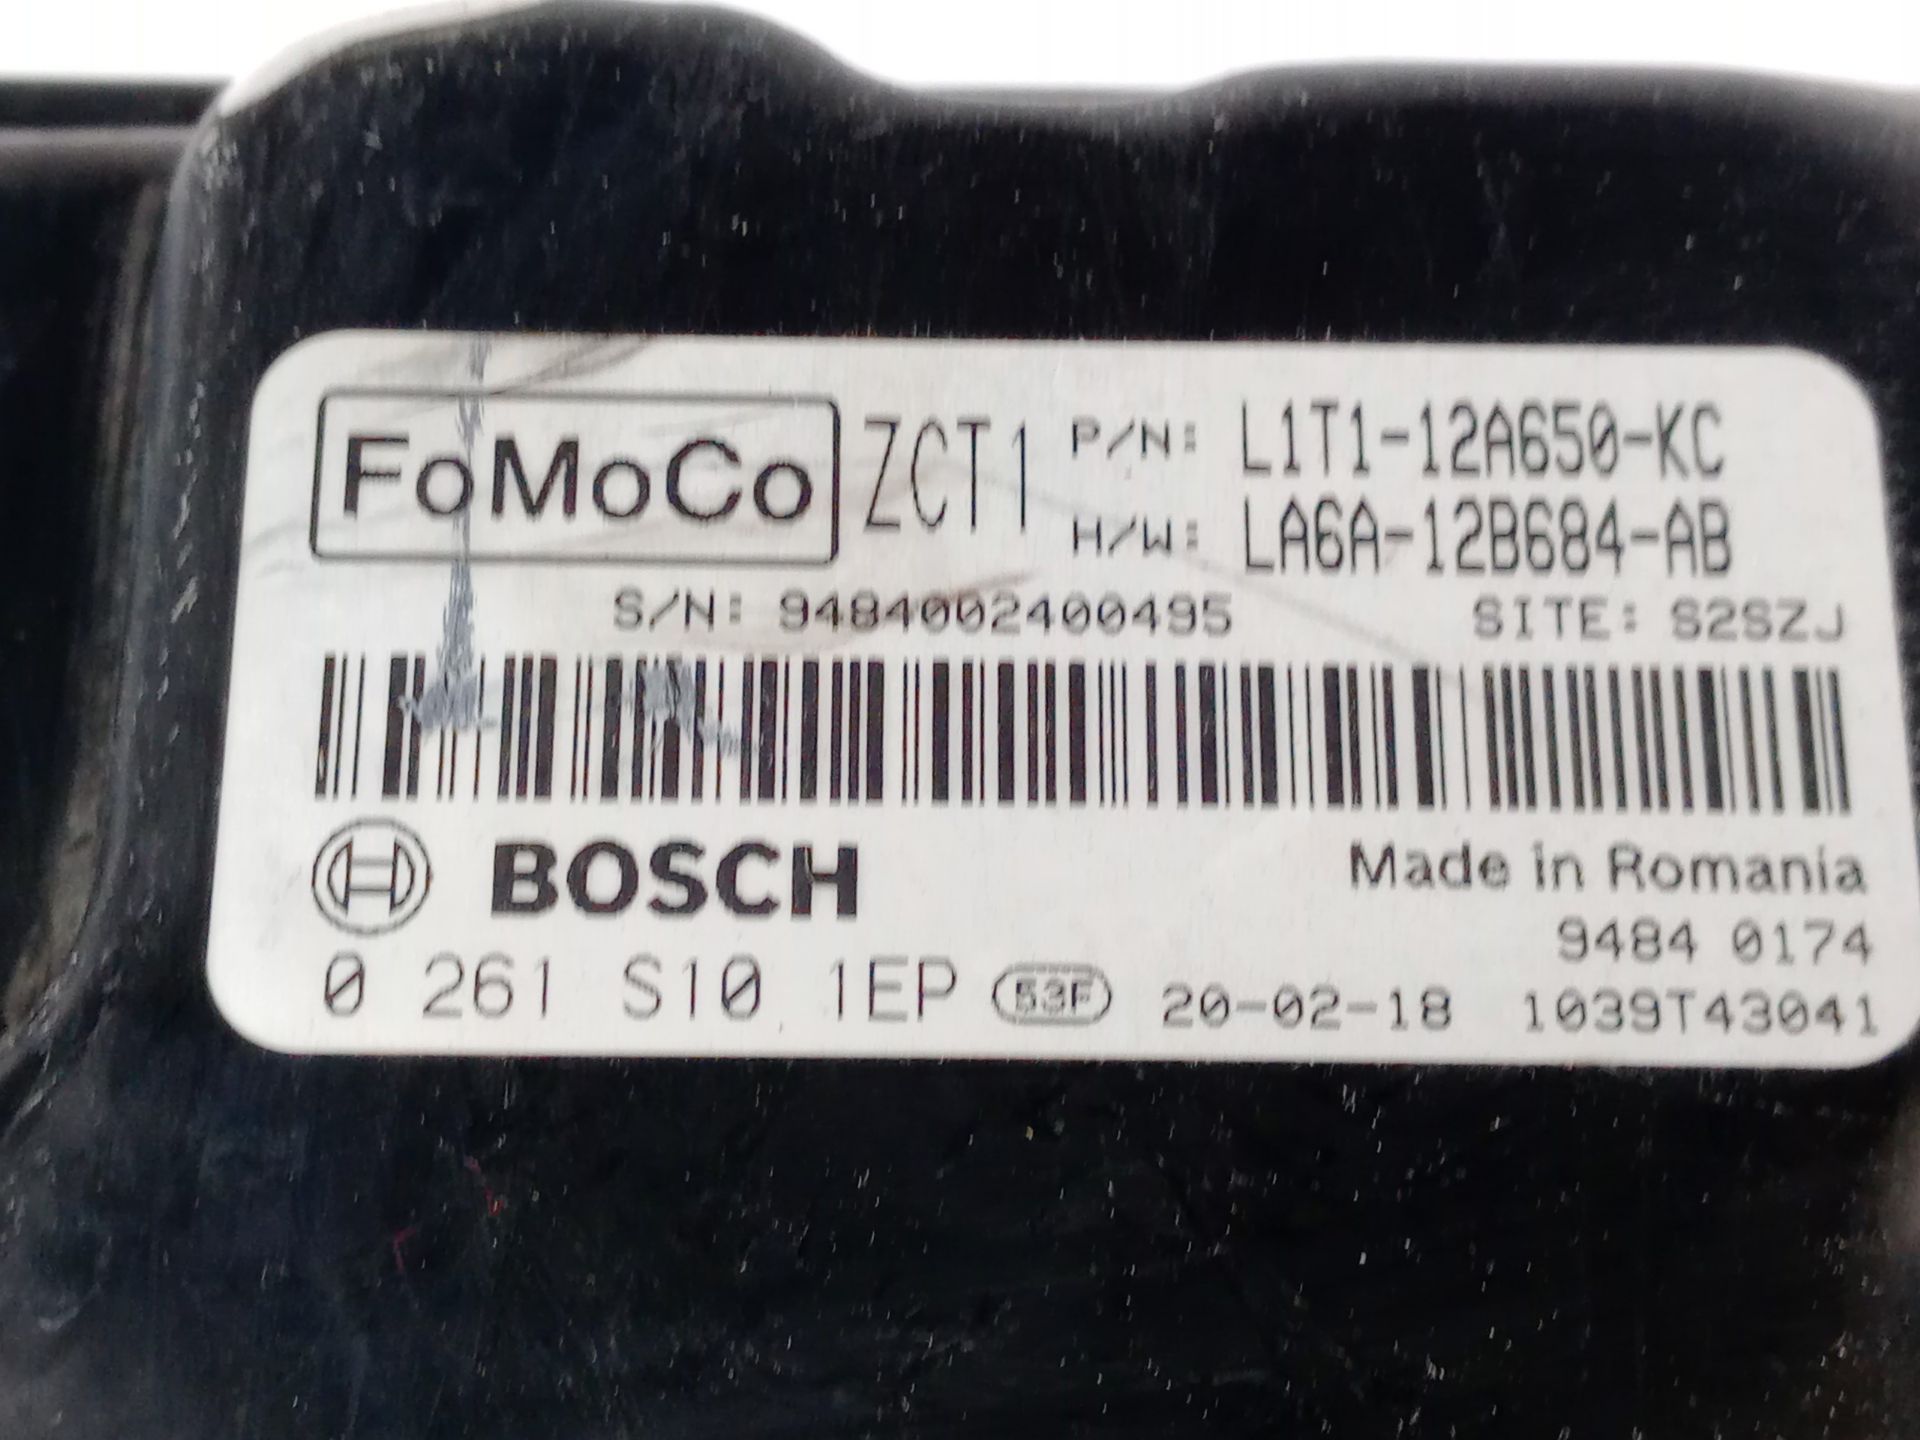 FoMoCo ZCT1 P/N: L1T1-12A650-KC
H/W: LA6A-12B684-AB
S/N: 9484002400495 SITE: S2SZJ
BOSCH Made in Romania
9484 0174
0 261 S10 1EP 53F 20-02-18 1039T43041